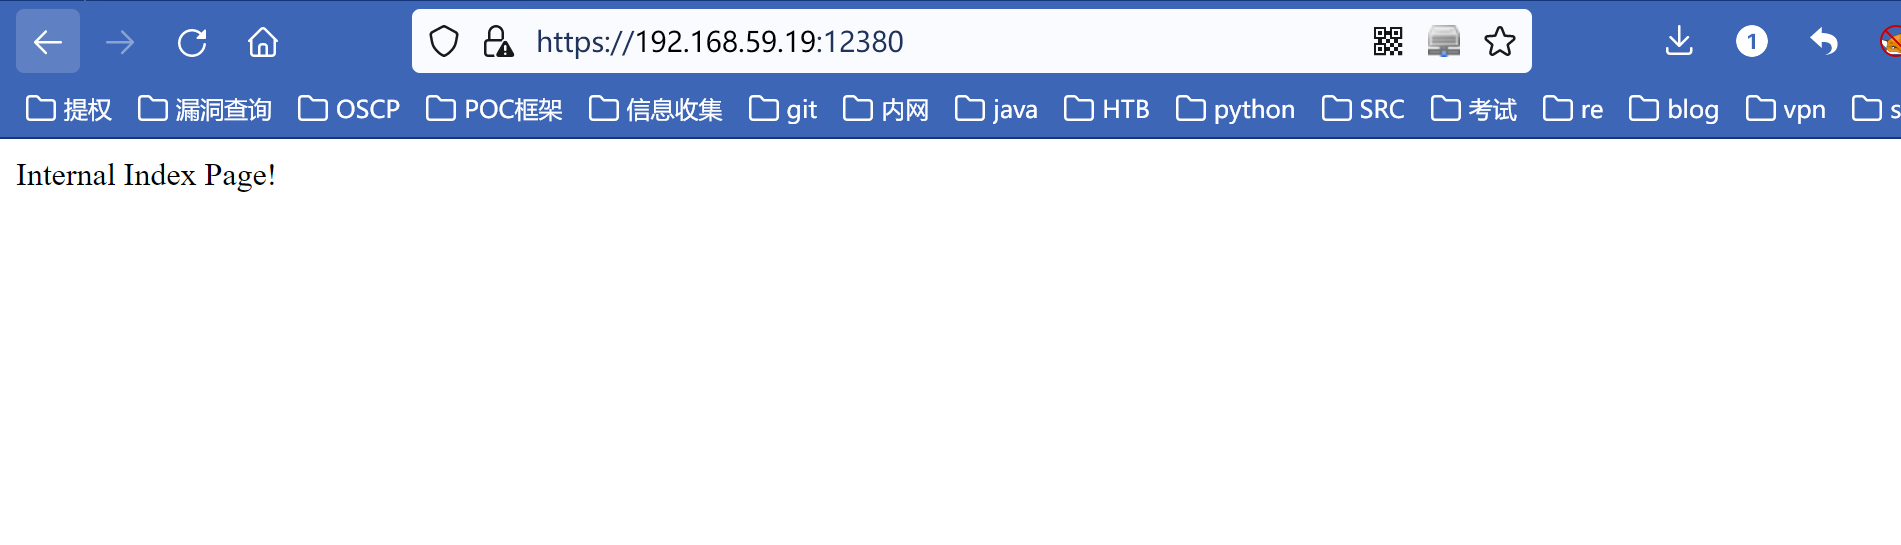 https://192.168.59.19:12380
1
提权 漏洞查询 OSCP POC框架 信息收集 git 内网 java HTB python SRC 考试 re blog vpn s
Internal Index Page!